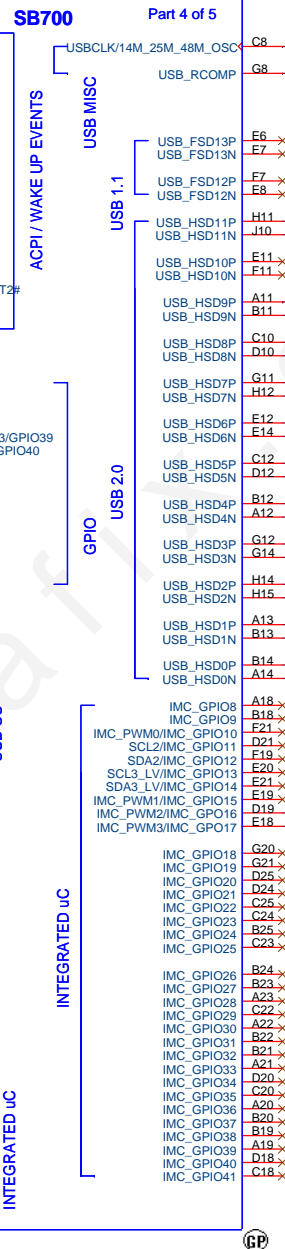 SB700
Part 4 of 5
USBCLK/14M_25M_48M_OSC C8
USB_RCOMP G8
USB MISC
ACPI / WAKE UP EVENTS
USB_FSD13P E6
USB_FSD13N E7
USB_FSD12P F7
USB_FSD12N E8
USB 1.1
USB_HSD11P H11
USB_HSD11N J10
USB_HSD10P E11
USB_HSD10N F11
T2#
USB_HSD9P A11
USB_HSD9N B11
USB_HSD8P C10
USB_HSD8N D10
USB_HSD7P G11
USB_HSD7N H12
USB_HSD6P E12
USB_HSD6N E14
3/GPIO39
GPIO40
USB_HSD5P C12
USB_HSD5N D12
USB 2.0
USB_HSD4P B12
USB_HSD4N A12
GPIO
USB_HSD3P G12
USB_HSD3N G14
USB_HSD2P H14
USB_HSD2N H15
USB_HSD1P A13
USB_HSD1N B13
USB_HSD0P B14
USB_HSD0N A14
IMC_GPIO8 A18
IMC_GPIO9 B18
IMC_PWM0/IMC_GPIO10 F21
SCL2/IMC_GPIO11 D21
SDA2/IMC_GPIO12 F19
SCL3_LV/IMC_GPIO13 E20
SDA3_LV/IMC_GPIO14 E21
IMC_PWM1/IMC_GPIO15 E19
IMC_PWM2/IMC_GPO16 D19
IMC_PWM3/IMC_GPO17 E18
IMC_GPIO18 G20
IMC_GPIO19 G21
IMC_GPIO20 D25
IMC_GPIO21 D24
IMC_GPIO22 C25
IMC_GPIO23 C24
IMC_GPIO24 B25
IMC_GPIO25 C23
INTEGRATED uC
IMC_GPIO26 B24
IMC_GPIO27 B23
IMC_GPIO28 A23
IMC_GPIO29 C22
IMC_GPIO30 A22
IMC_GPIO31 B22
IMC_GPIO32 B21
IMC_GPIO33 A21
IMC_GPIO34 D20
IMC_GPIO35 C20
IMC_GPIO36 A20
IMC_GPIO37 B20
IMC_GPIO38 B19
IMC_GPIO39 A19
IMC_GPIO40 D18
IMC_GPIO41 C18
INTEGRATED uC
GP
a f i x .